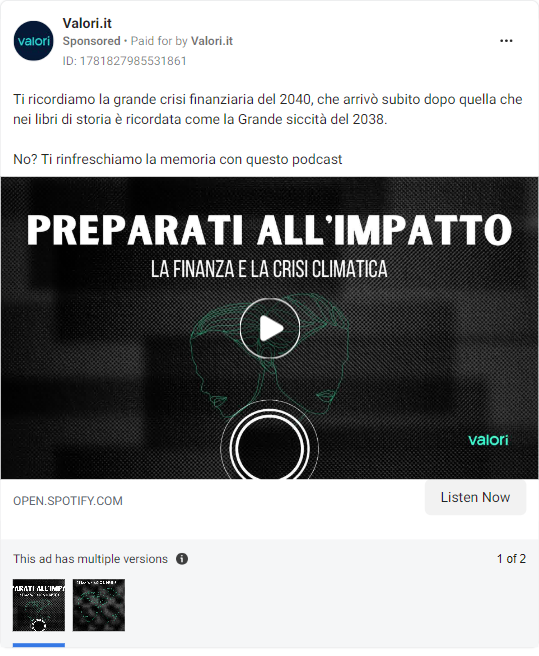 Valori.it
valori
Sponsored • Paid for by Valori.it
ID: 1781827985531861
Ti ricordiamo la grande crisi finanziaria del 2040, che arrivò subito dopo quella che
nei libri di storia è ricordata come la Grande siccità del 2038.
No? Ti rinfreschiamo la memoria con questo podcast
PREPARATI ALL'IMPATTO
LA FINANZA E LA CRISI CLIMATICA
valori
OPEN.SPOTIFY.COM
Listen Now
This ad has multiple versions
1 of 2
PARATI ALL'IMPA